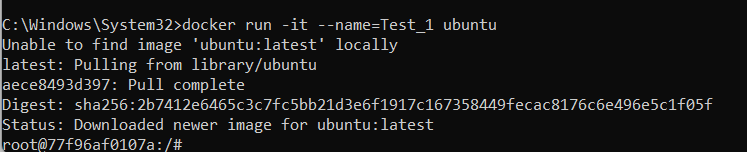 C:\Windows\System32>docker run -it --name=Test_1 ubuntu
Unable to find image 'ubuntu:latest' locally
latest: Pulling from library/ubuntu
aece8493d397: Pull complete
Digest: sha256:2b7412e6465c3c7fc5bb21d3e6f1917c167358449fecac8176c6e496e5c1f05f
Status: Downloaded newer image for ubuntu:latest
root@77f96af0107a:/#